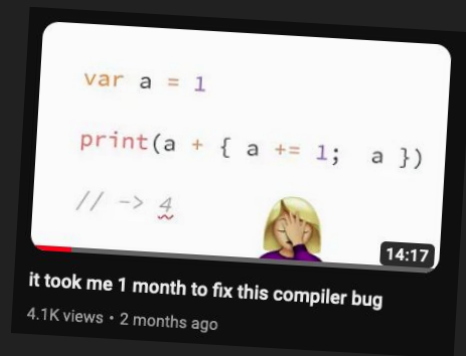 var a = 1
print(a + { a += 1; a })
// -> 4
14:17
it took me 1 month to fix this compiler bug
4.1K views • 2 months ago